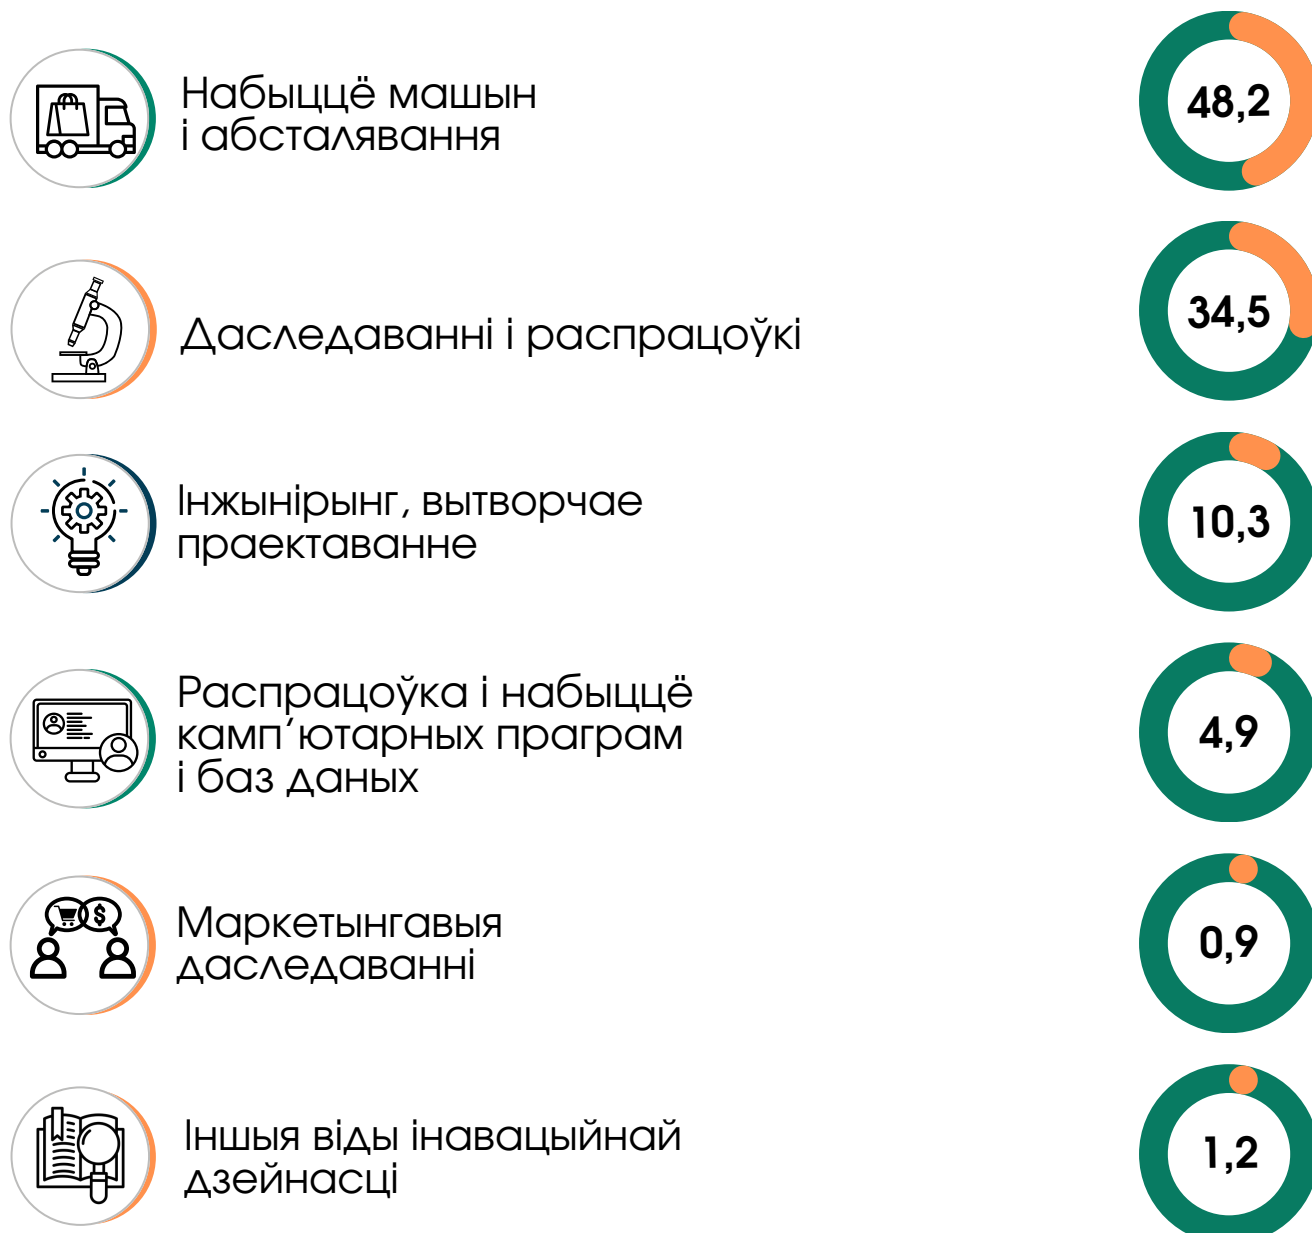 Набыццё машын
і абсталявання
48,2
Даследаванні і распрацоўкі
34,5
Інжынірынг, вытворчае
праектаванне
10,3
Распрацоўка і набыццё
камп’ютарных праграм
і баз даных
4,9
Маркетынгавыя
даследаванні
0,9
Іншыя віды інавацыйнай
дзейнасці
1,2